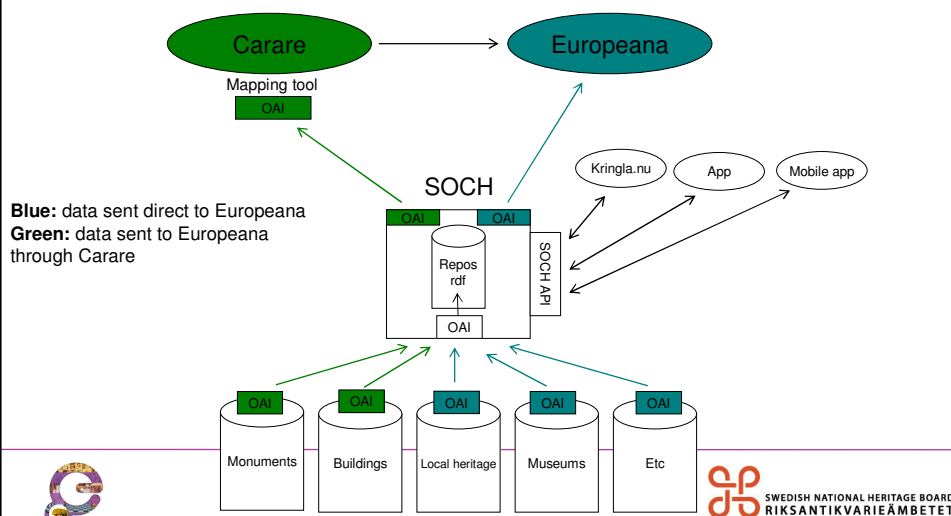 Carare
Europeana
Mapping tool
OAI
Kringla.nu
App
Mobile app
SOCH
Blue: data sent direct to Europeana
Green: data sent to Europeana
through Carare
OAI
OAI
Repos
rdf
SOCH API
OAI
OAI
OAI
OAI
OAI
OAI
Monuments
Buildings
Local heritage
Museums
Etc
SWEDISH NATIONAL HERITAGE BOARD
RIKSANTIKVARIEÄMBETET